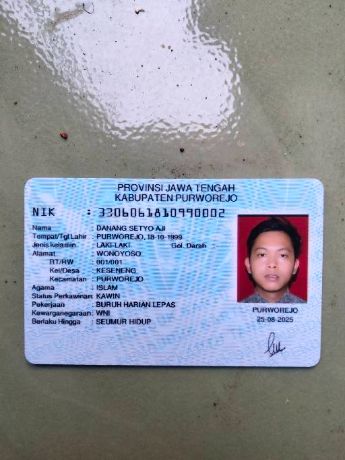 PROVINSI JAWA TENGAH
KABUPATEN PURWOREJO
NIK : 3306061810990002
Nama : DANANG SETYO AJI
Tempat/Tgl Lahir : PURWOREJO, 18-10-1999
Jenis kelamin : LAKI-LAKI Gol. Darah
Alamat : WONOYOSO
RT/RW : 001/001
Kel/Desa : KESENENG
Kecamatan : PURWOREJO
Agama : ISLAM
Status Perkawinan : KAWIN
Pekerjaan : BURUH HARIAN LEPAS
Kewarganegaraan : WNI
Berlaku Hingga : SEUMUR HIDUP
PURWOREJO
25-08-2025